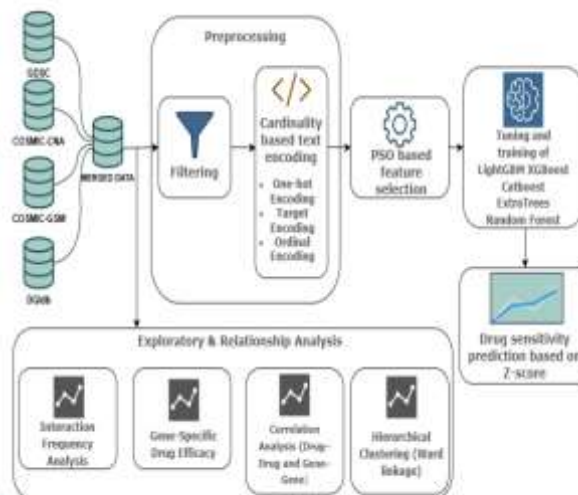 Preprocessing
GDSC
COSMIC-CNA
MERGED DATA
COSMIC-GSM
DGIdb
Filtering
Cardinality
based text
encoding
• One-hot
Encoding
• Target
Encoding
• Ordinal
Encoding
PSO based
feature
selection
Tuning and
training of
LightGBM XGBoost
Catboost
ExtraTrees
Random Forest
Drug sensitivity
prediction based on
Z-score
Exploratory & Relationship Analysis
Interaction
Frequency
Analysis
Gene-Specific
Drug Efficacy
Correlation
Analysis (Drug-
Drug and Gene-
Gene)
Hierarchical
Clustering (Ward
linkage)